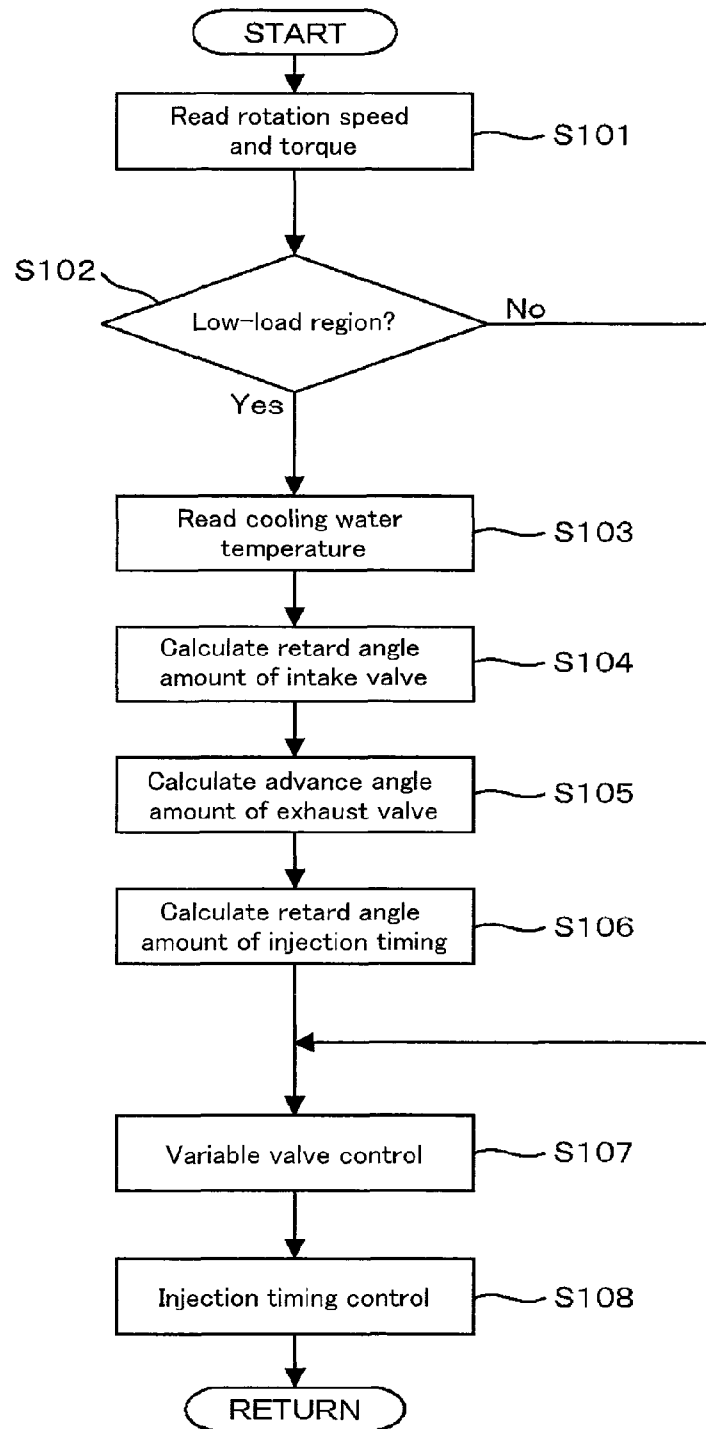 START
Read rotation speed
and torque
S101
S102
Low-load region?
No
Yes
Read cooling water
temperature
S103
Calculate retard angle
amount of intake valve
S104
Calculate advance angle
amount of exhaust valve
S105
Calculate retard angle
amount of injection timing
S106
Variable valve control
S107
Injection timing control
S108
RETURN